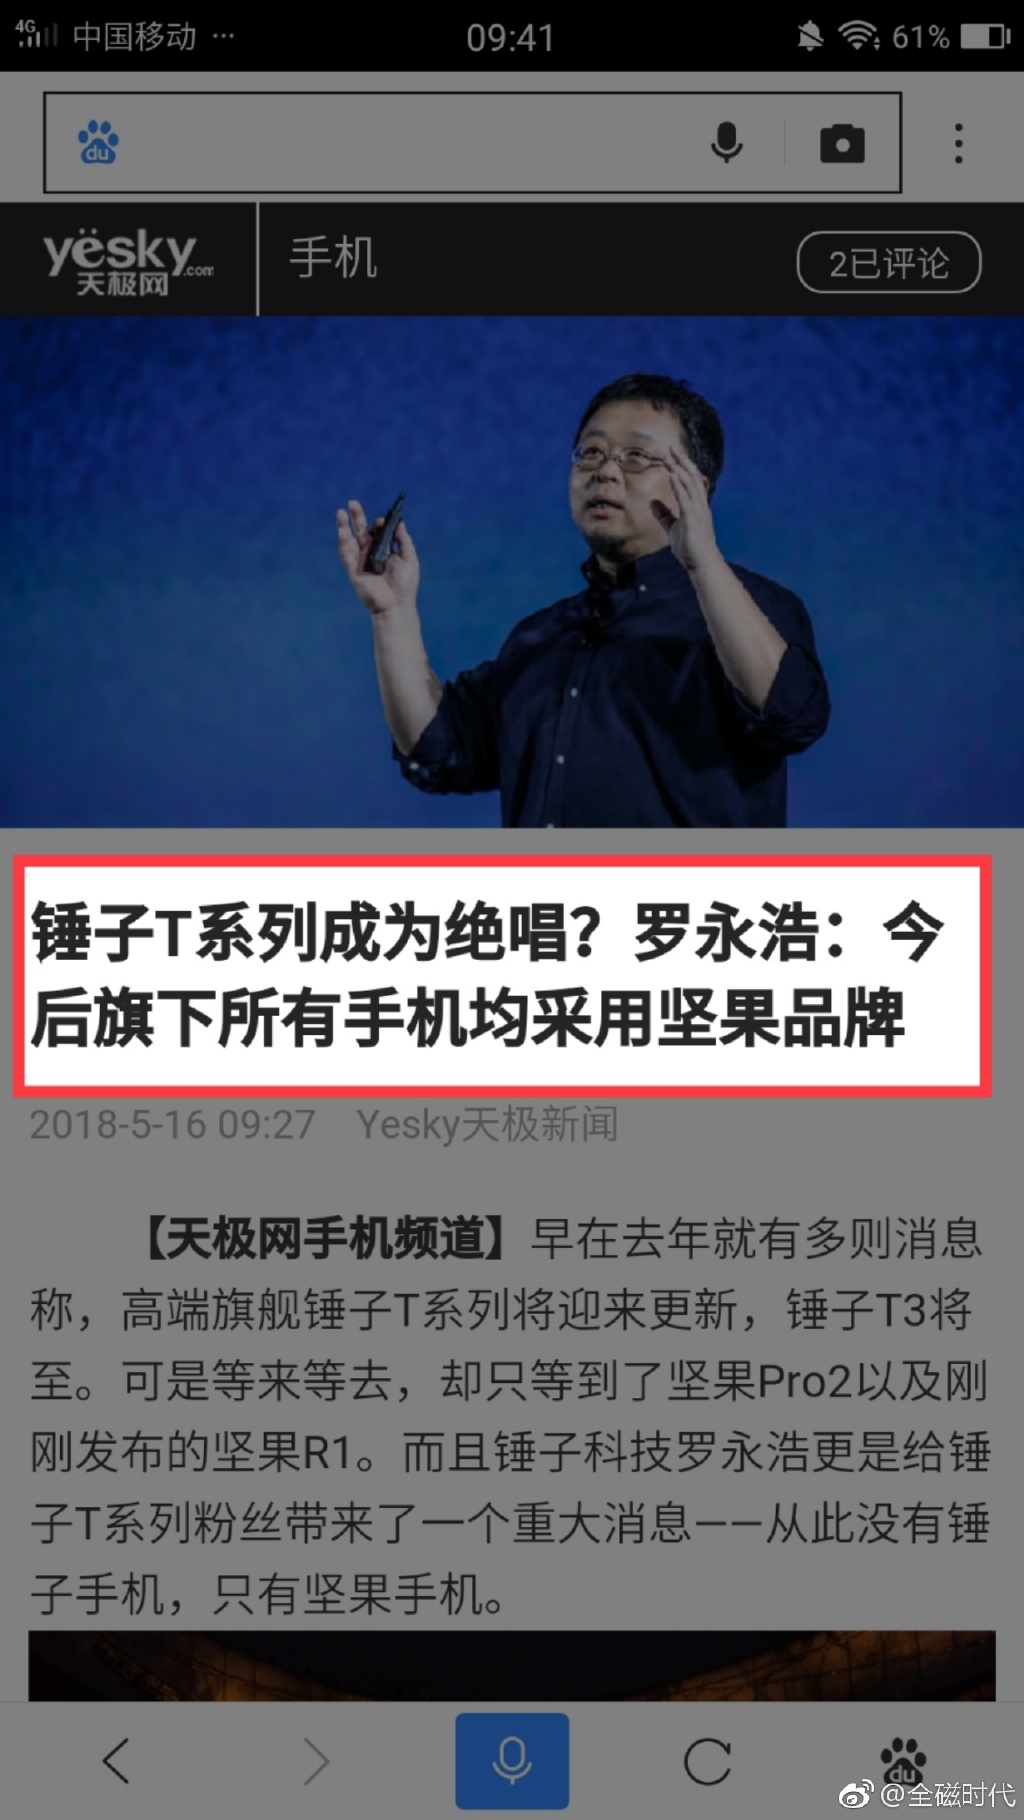 4G 中国移动 ... 09:41 61%
du
yësky.com 天极网 手机 2已评论
锤子T系列成为绝唱？罗永浩：今
后旗下所有手机均采用坚果品牌
2018-5-16 09:27 Yesky天极新闻
【天极网手机频道】早在去年就有多则消息
称，高端旗舰锤子T系列将迎来更新，锤子T3将
至。可是等来等去，却只等到了坚果Pro2以及刚
刚发布的坚果R1。而且锤子科技罗永浩更是给锤
子T系列粉丝带来了一个重大消息——从此没有锤
子手机，只有坚果手机。
du
@全磁时代